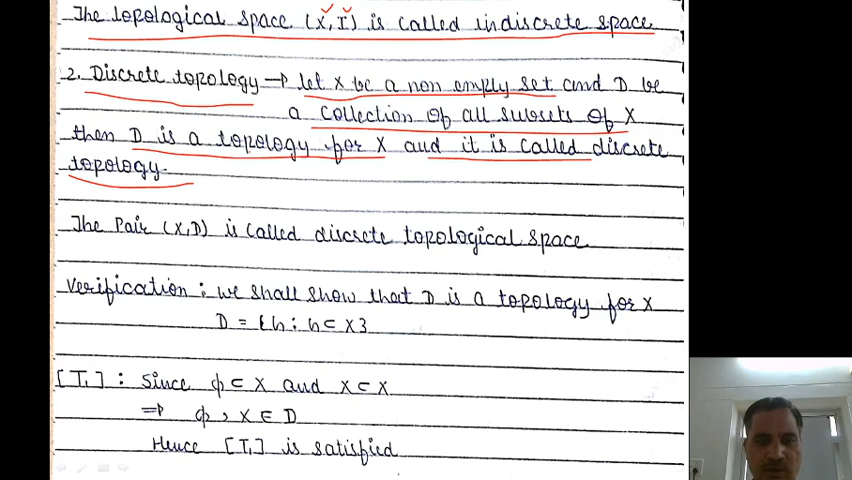 The topological space (X, I) is called indiscrete space
2. Discrete topology → let X be a non empty set and D be
a collection of all subsets of X
then D is a topology for X and it is called discrete
topology.
The Pair (X,D) is called discrete topological space
Verification : we shall show that D is a topology for X
D = {h : h ⊂ X}
[T₁] : Since ϕ ⊂ X and X ⊂ X
⇒ ϕ, X ∈ D
Hence [T₁] is satisfied